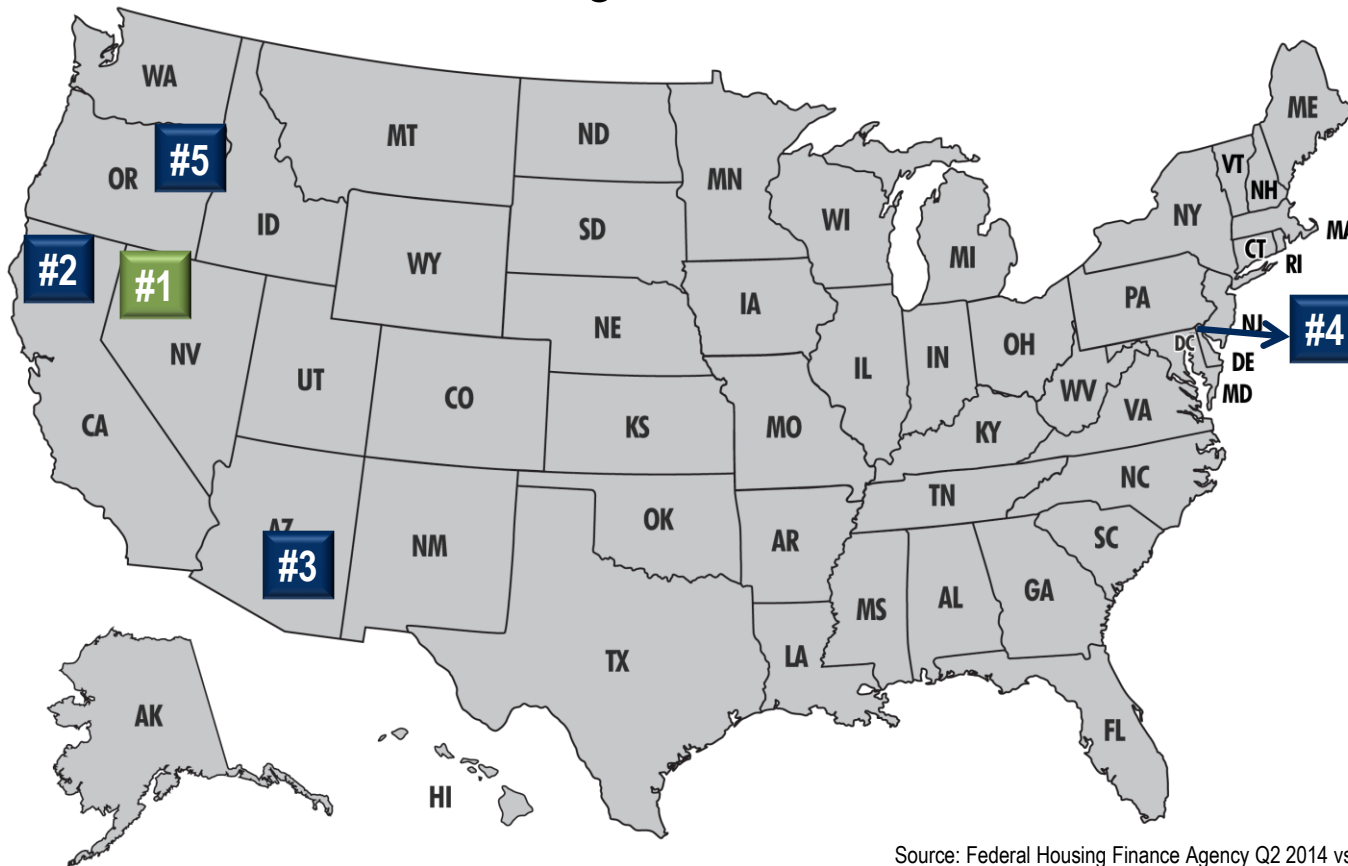 WA
MT
ND
MN
ME
VT
NH
OR
#5
ID
WY
SD
WI
MI
NY
MA
CT
RI
#2
#1
NV
UT
CO
NE
IA
IL
IN
OH
PA
NJ
#4
DC
DE
MD
WV
VA
CA
KS
MO
KY
NC
TN
AZ
#3
NM
OK
AR
SC
MS
AL
GA
TX
LA
FL
AK
HI
Source: Federal Housing Finance Agency Q2 2014 vs